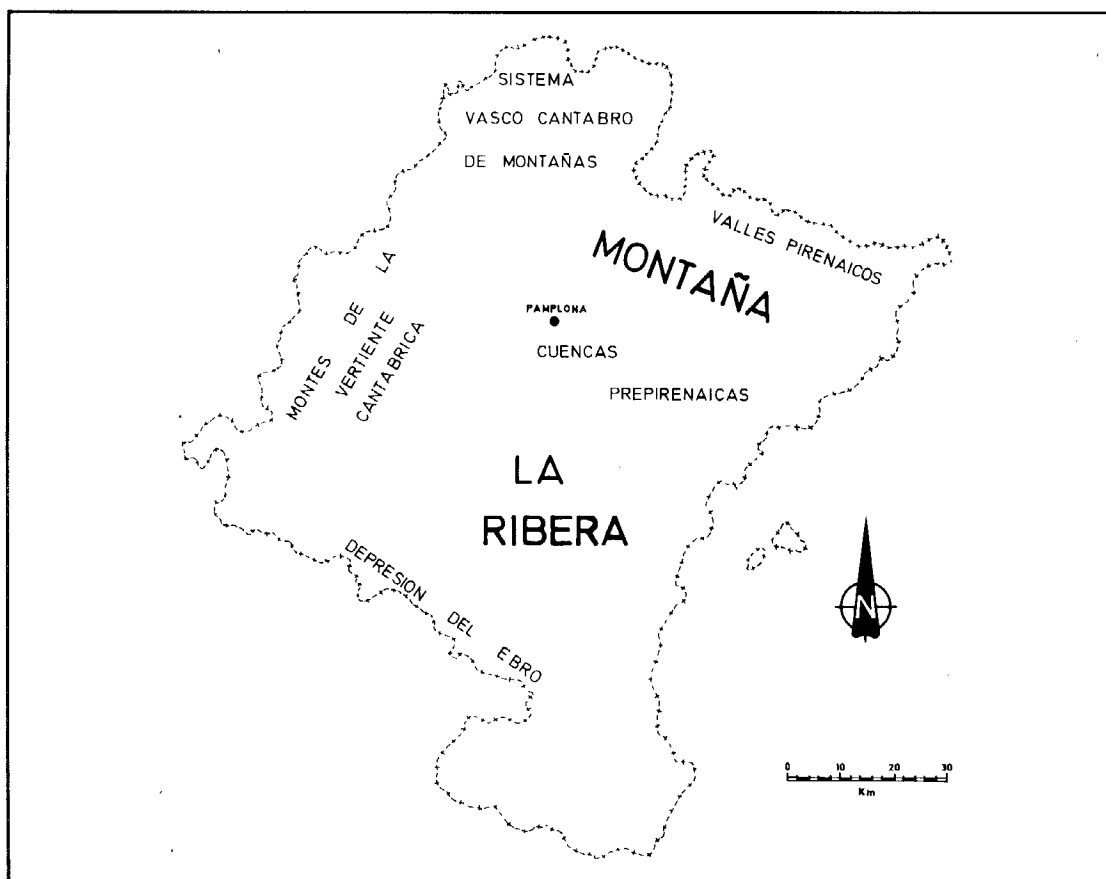 SISTEMA
VASCO CANTABRO
DE MONTAÑAS
VALLES PIRENAICOS
MONTAÑA
MONTES DE LA
VERTIENTE
CANTABRICA
PAMPLONA
CUENCAS
PREPIRENAICAS
LA
RIBERA
DEPRESION DEL EBRO
N
0 10 20 30
Km